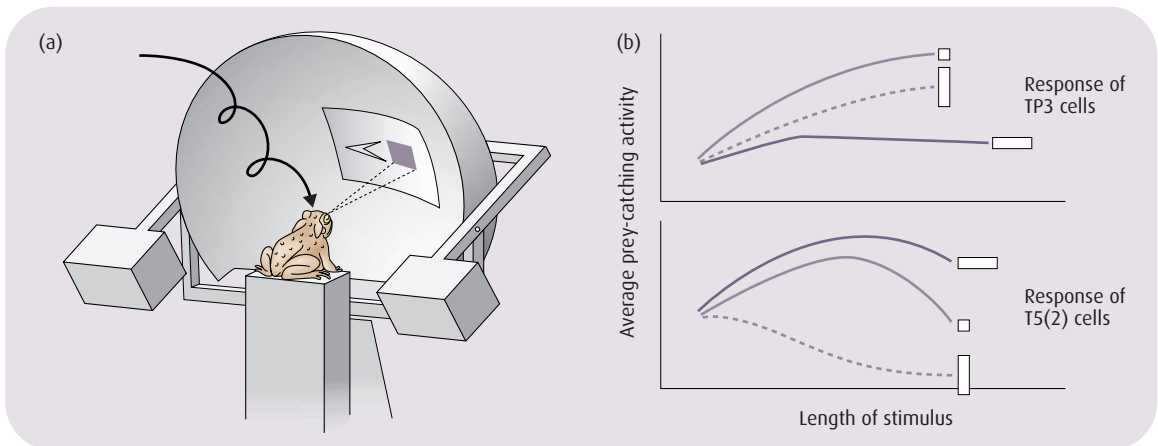 (a)
(b)
Average prey-catching activity
Response of
TP3 cells
Response of
T5(2) cells
Length of stimulus